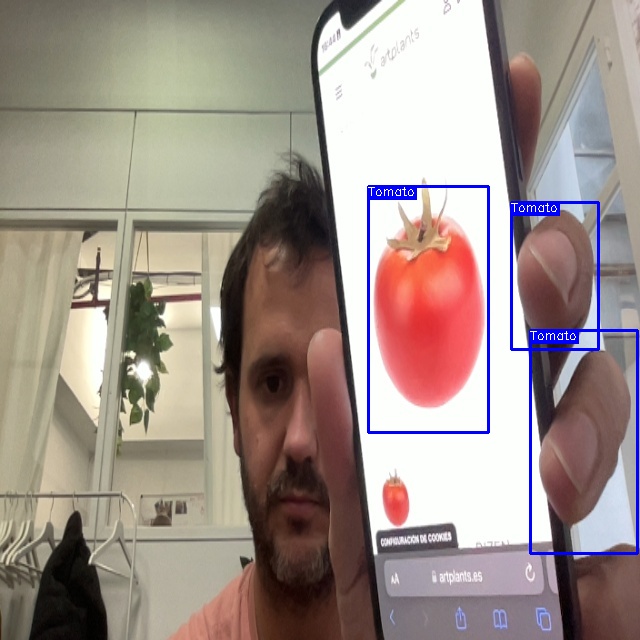 artplants
Tomato
Tomato
Tomato
CONFIGURACIÓN DE COOKIES
AA
artplants.es